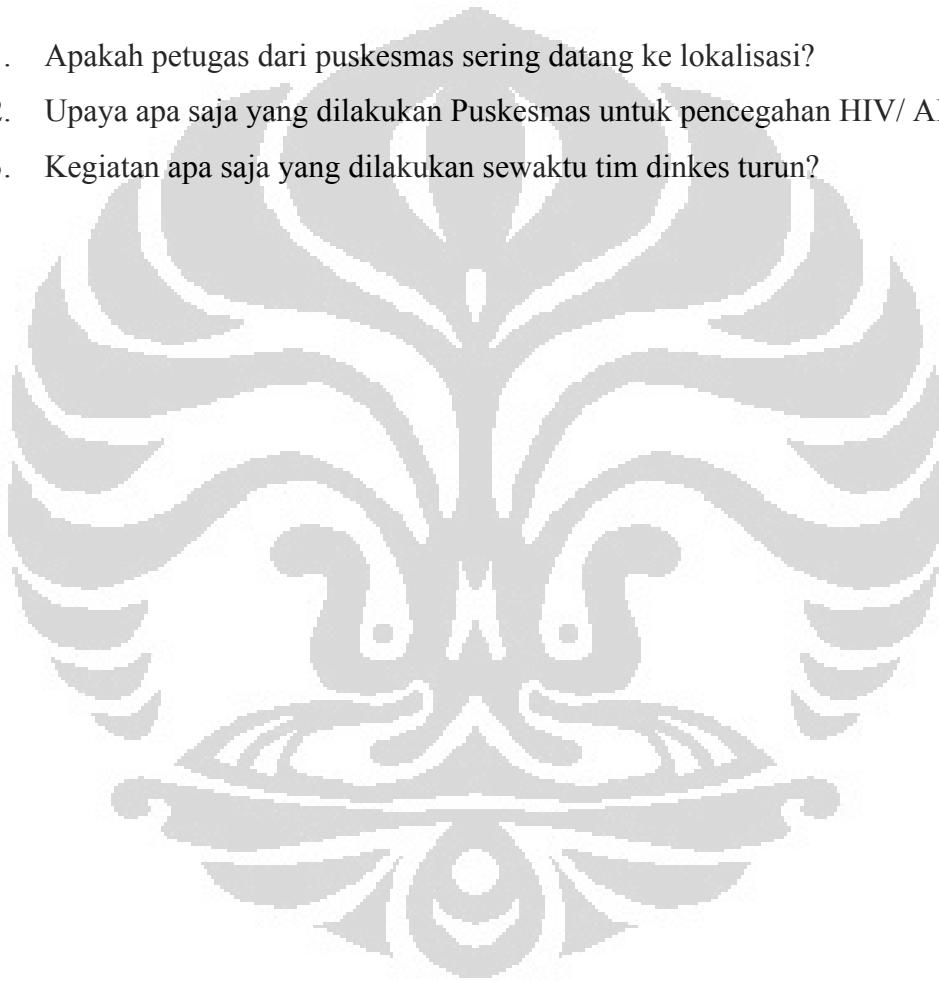 . Apakah petugas dari puskesmas sering datang ke lokalisasi?
2. Upaya apa saja yang dilakukan Puskesmas untuk pencegahan HIV/
. Kegiatan apa saja yang dilakukan sewaktu tim dinkes turun?